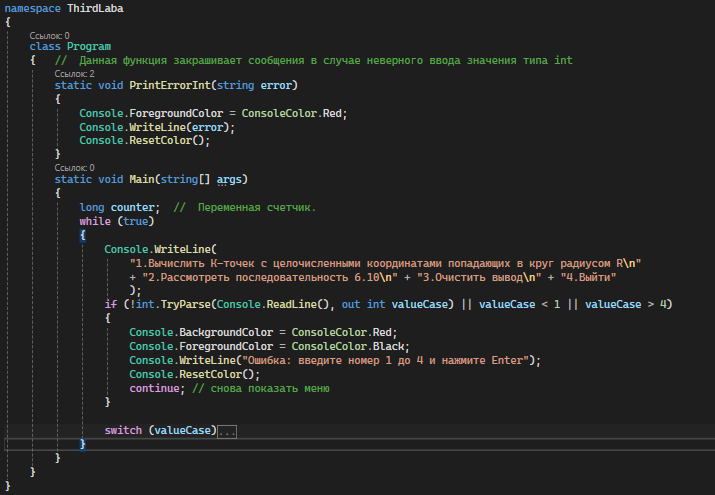 namespace ThirdLaba
{
Ссылок: 0
class Program
{ // Данная функция закрашивает сообщения в случае неверного ввода значения типа int
Ссылок: 2
static void PrintErrorInt(string error)
{
Console.ForegroundColor = ConsoleColor.Red;
Console.WriteLine(error);
Console.ResetColor();
}
Ссылок: 0
static void Main(string[] args)
{
long counter; // Переменная счетчик.
while (true)
{
Console.WriteLine(
"1.Вычислить K-точек с целочисленными координатами попадающих в круг радиусом R\n"
+ "2.Рассмотреть последовательность 6.10\n" + "3.Очистить вывод\n" + "4.Выйти"
);
if (!int.TryParse(Console.ReadLine(), out int valueCase) || valueCase < 1 || valueCase > 4)
{
Console.BackgroundColor = ConsoleColor.Red;
Console.ForegroundColor = ConsoleColor.Black;
Console.WriteLine("Ошибка: введите номер 1 до 4 и нажмите Enter");
Console.ResetColor();
continue; // снова показать меню
}
switch (valueCase)...
}
}
}
}